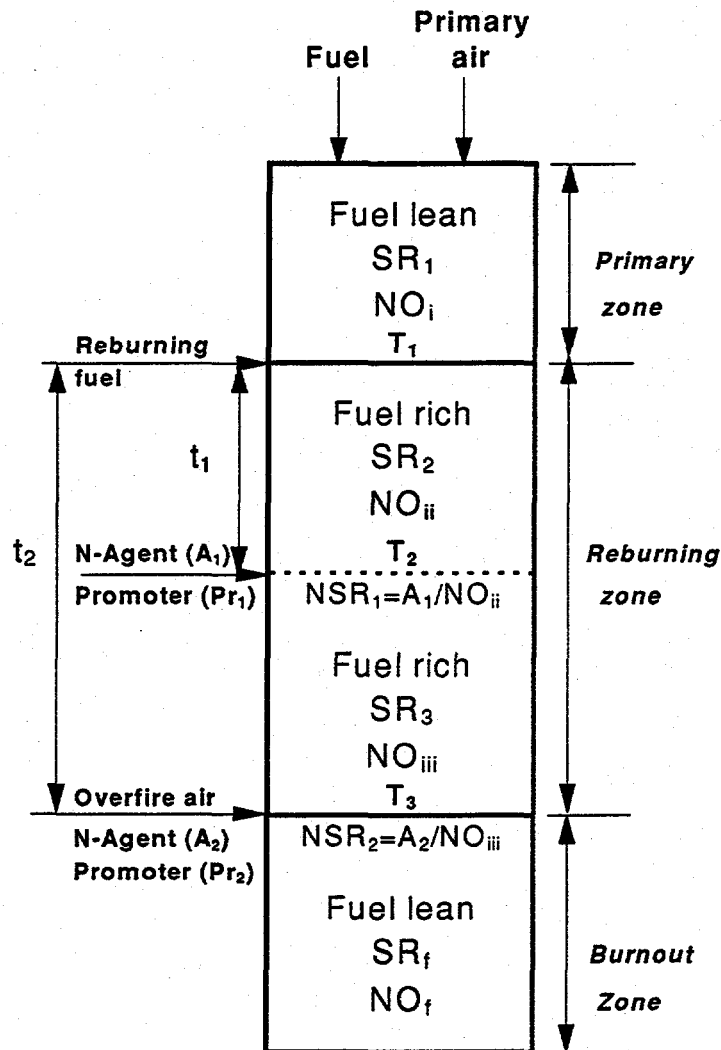 Primary
Fuel air
Fuel lean
SR₁
NOᵢ
T₁
Primary
zone
Reburning
fuel
t₁
t₂
Fuel rich
SR₂
NOᵢᵢ
T₂
N-Agent (A₁)
Promoter (Pr₁)
NSR₁=A₁/NOᵢᵢ
Reburning
zone
Fuel rich
SR₃
NOᵢᵢᵢ
T₃
Overfire air
N-Agent (A₂)
Promoter (Pr₂)
NSR₂=A₂/NOᵢᵢᵢ
Fuel lean
SR_f
NO_f
Burnout
Zone